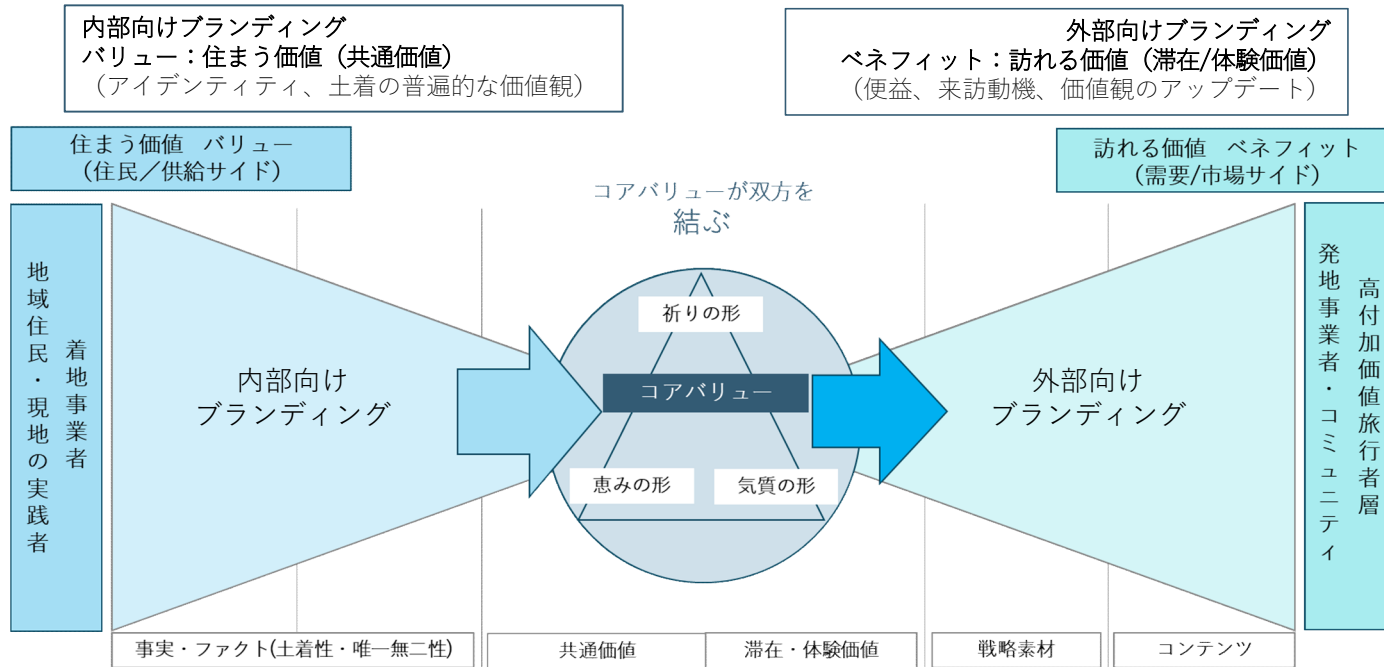 内部向けブランディング
バリュー：住まう価値（共通価値）
（アイデンティティ、土着の普遍的な価値観）
外部向けブランディング
ベネフィット：訪れる価値（滞在/体験価値）
（便益、来訪動機、価値観のアップデート）
住まう価値　バリュー
(住民／供給サイド)
訪れる価値　ベネフィット
(需要/市場サイド)
コアバリューが双方を
結ぶ
着地事業者
地域住民・現地の実践者
内部向け
ブランディング
祈りの形
コアバリュー
恵みの形
気質の形
外部向け
ブランディング
高付加価値旅行者層
発地事業者・コミュニティ
事実・ファクト(土着性・唯一無二性)
共通価値
滞在・体験価値
戦略素材
コンテンツ